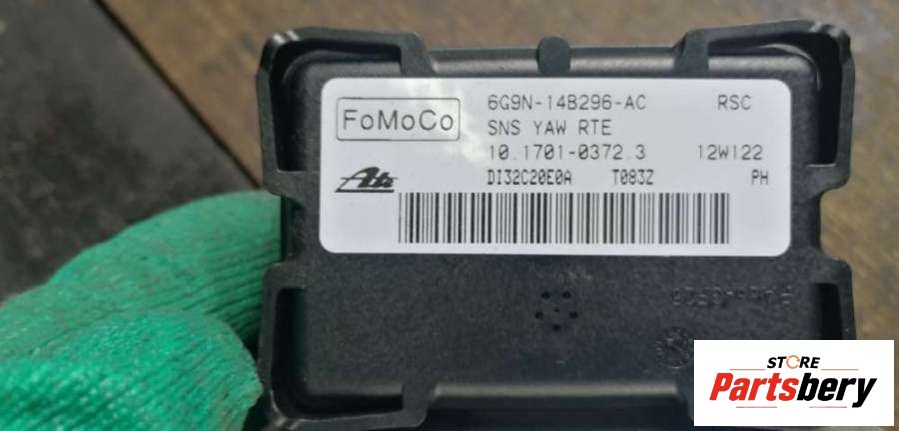 FoMoCo
6G9N-14B296-AC RSC
SNS YAW RTE
10.1701-0372.3 12W122
Ate DI32C20E0A T083Z PH
STORE
Partsbery